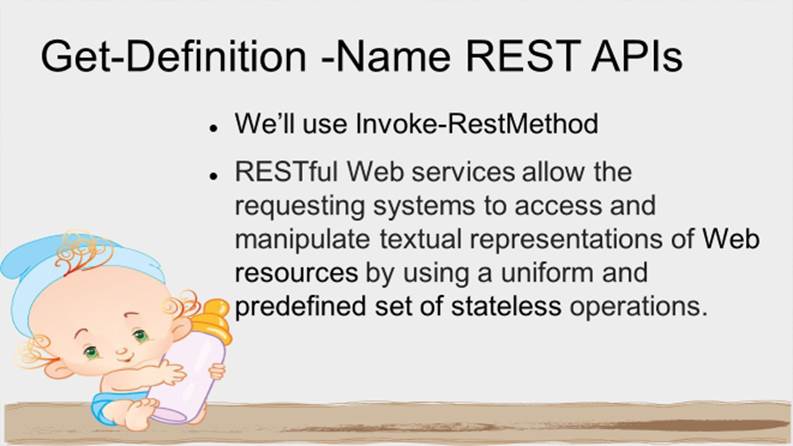 Get-Definition -Name REST APIs
• We’ll use Invoke-RestMethod
• RESTful Web services allow the
requesting systems to access and
manipulate textual representations of Web
resources by using a uniform and
predefined set of stateless operations.